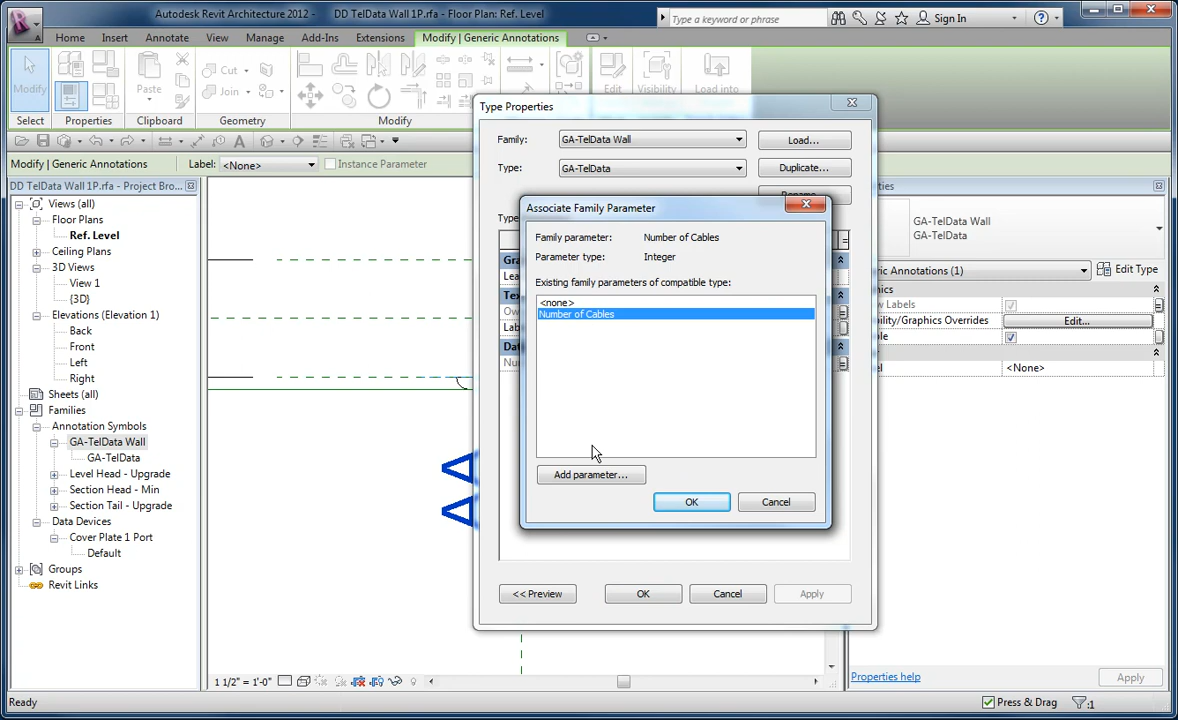 Autodesk Revit Architecture 2012 -
DD TelData Wall 1P.rfa - Floor Plan: Ref. Level
Type a keyword or phrase
Sign In
Home
Insert
Annotate
View
Manage
Add-Ins
Extensions
Modify | Generic Annotations
Modify
Paste
Cut
Join
Edit
Visibility
Load into
Select
Properties
Clipboard
Geometry
Modify
Modify | Generic Annotations
Label:
<None>
Instance Parameter
DD TelData Wall 1P.rfa - Project Bro...
Views (all)
Floor Plans
Ref. Level
Ceiling Plans
3D Views
View 1
{3D}
Elevations (Elevation 1)
Back
Front
Left
Right
Sheets (all)
Families
Annotation Symbols
GA-TelData Wall
GA-TelData
Level Head - Upgrade
Section Head - Min
Section Tail - Upgrade
Data Devices
Cover Plate 1 Port
Default
Groups
Revit Links
Type Properties
Family:
GA-TelData Wall
Load...
Type:
GA-TelData
Duplicate...
Rename...
Associate Family Parameter
Family parameter:
Number of Cables
Parameter type:
Integer
Existing family parameters of compatible type:
<none>
Number of Cables
Add parameter...
OK
Cancel
<< Preview
OK
Cancel
Apply
GA-TelData Wall
GA-TelData
Edit Type
Edit...
<None>
Properties help
Apply
1 1/2" = 1'-0"
Ready
Press & Drag
:1